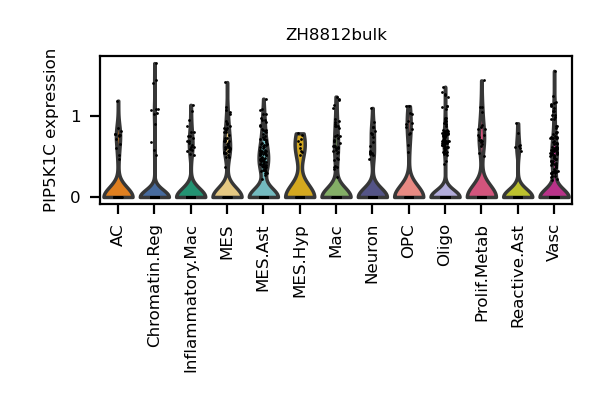 ZH8812bulk
PIP5K1C expression
1
0
AC
Chromatin.Reg
Inflammatory.Mac
MES
MES.Ast
MES.Hyp
Mac
Neuron
OPC
Oligo
Prolif.Metab
Reactive.Ast
Vasc